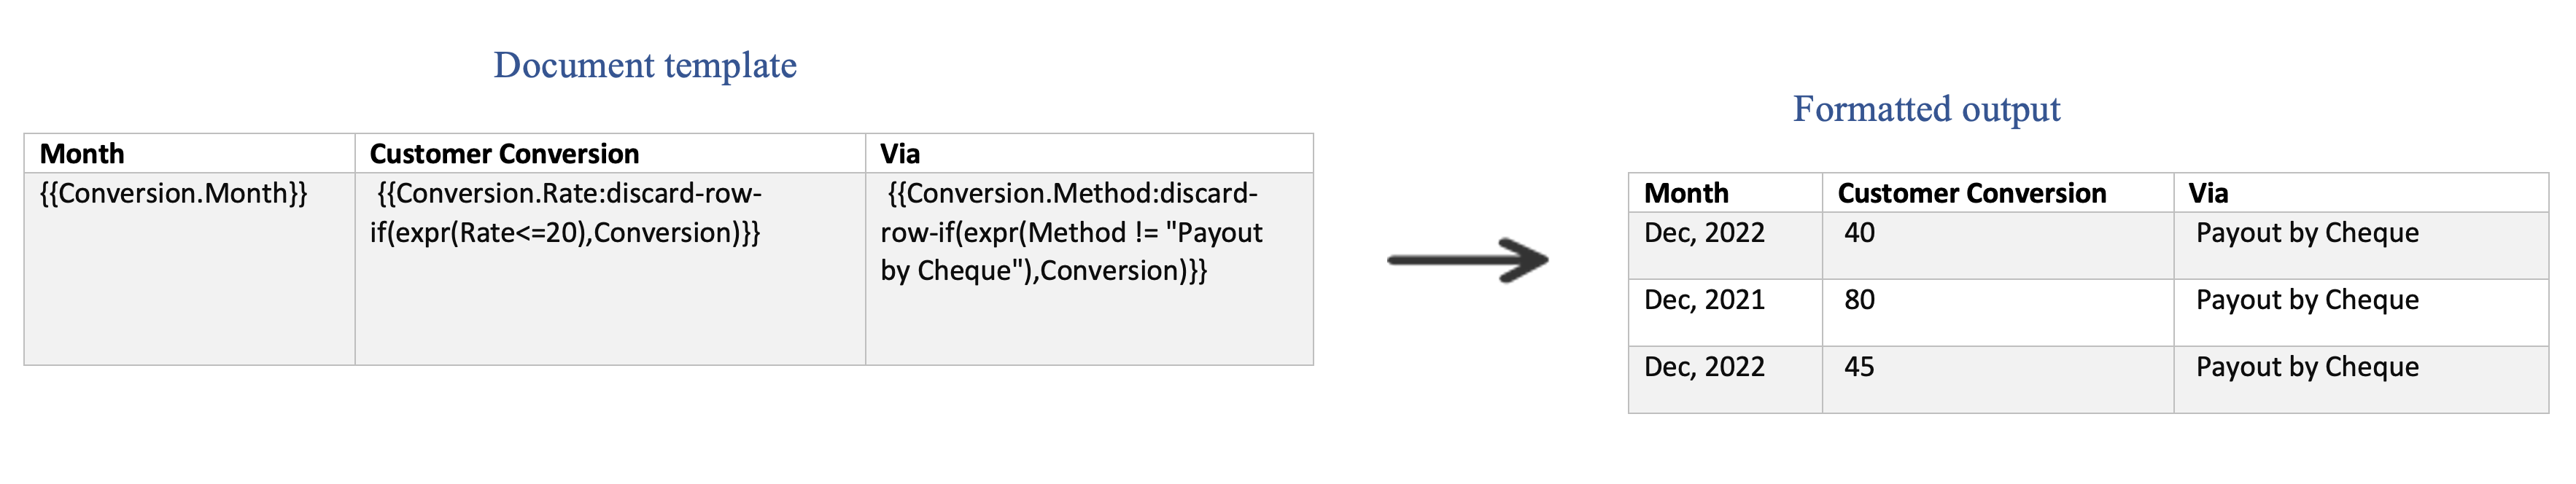 Document template
Month Customer Conversion Via
{{Conversion.Month}} {{Conversion.Rate:discard-row- {{Conversion.Method:discard-
if(expr(Rate<=20),Conversion)}} row-if(expr(Method != "Payout
by Cheque"),Conversion)}}
Formatted output
Month Customer Conversion Via
Dec, 2022 40 Payout by Cheque
Dec, 2021 80 Payout by Cheque
Dec, 2022 45 Payout by Cheque